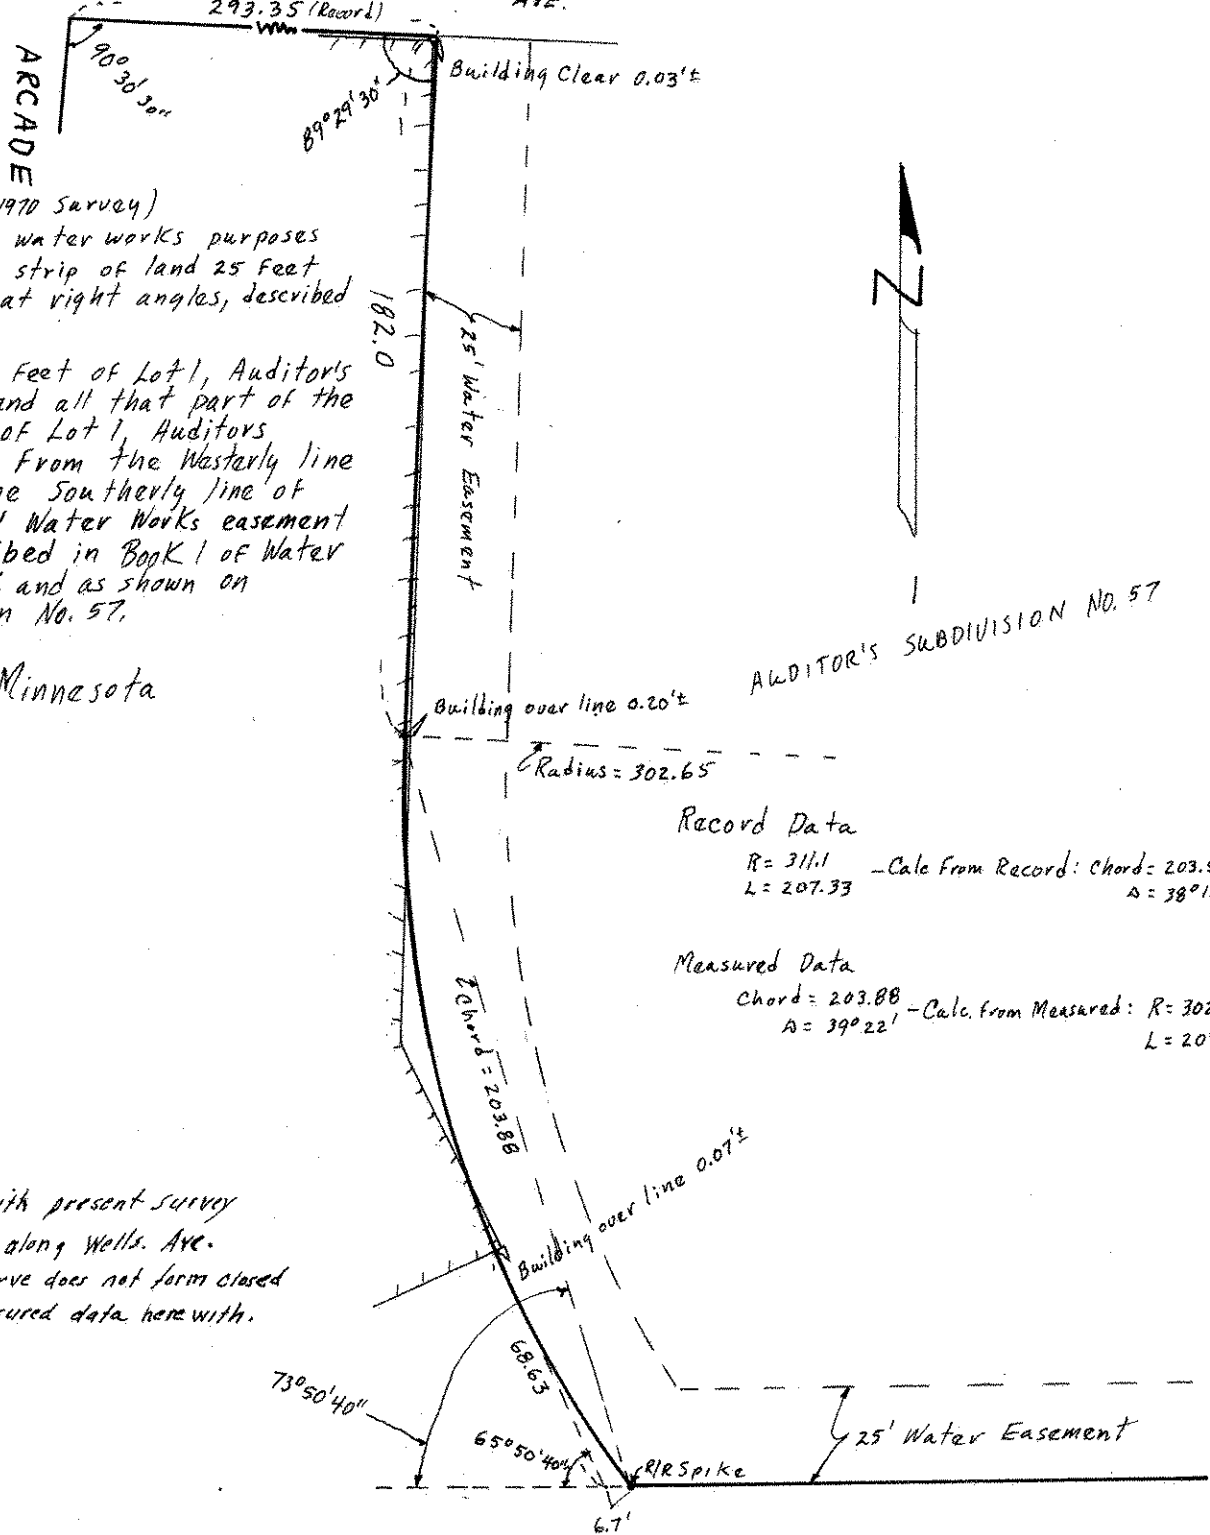 293.35 (Record)
AVE.
ARCADE
90° 30' 30"
89°29'30"
Building Clear 0.03'±
1970 Survey)
water works purposes
strip of land 25 Feet
at right angles, described
182.0
25' Water Easement
N
Feet of Lot 1, Auditor's
and all that part of the
of Lot 1, Auditors
From the Westerly line
Southerly line of
Water Works easement
in Book 1 of Water
and as shown on
No. 57.
AUDITOR'S SUBDIVISION NO. 57
Minnesota
Building over line 0.20'±
Radius = 302.65
Record Data
R = 311.1 - Calc From Record: Chord = 203.
L = 207.33 Δ = 38°1
Measured Data
Chord = 203.88 - Calc. from Measured: R = 302
Δ = 39°22' L = 20
Chord = 203.88
with present survey
along Wells. Ave.
does not form closed
data herewith.
Building over line 0.07'±
68.63
73°50'40"
65°50'40"
R/R Spike
25' Water Easement
6.7'